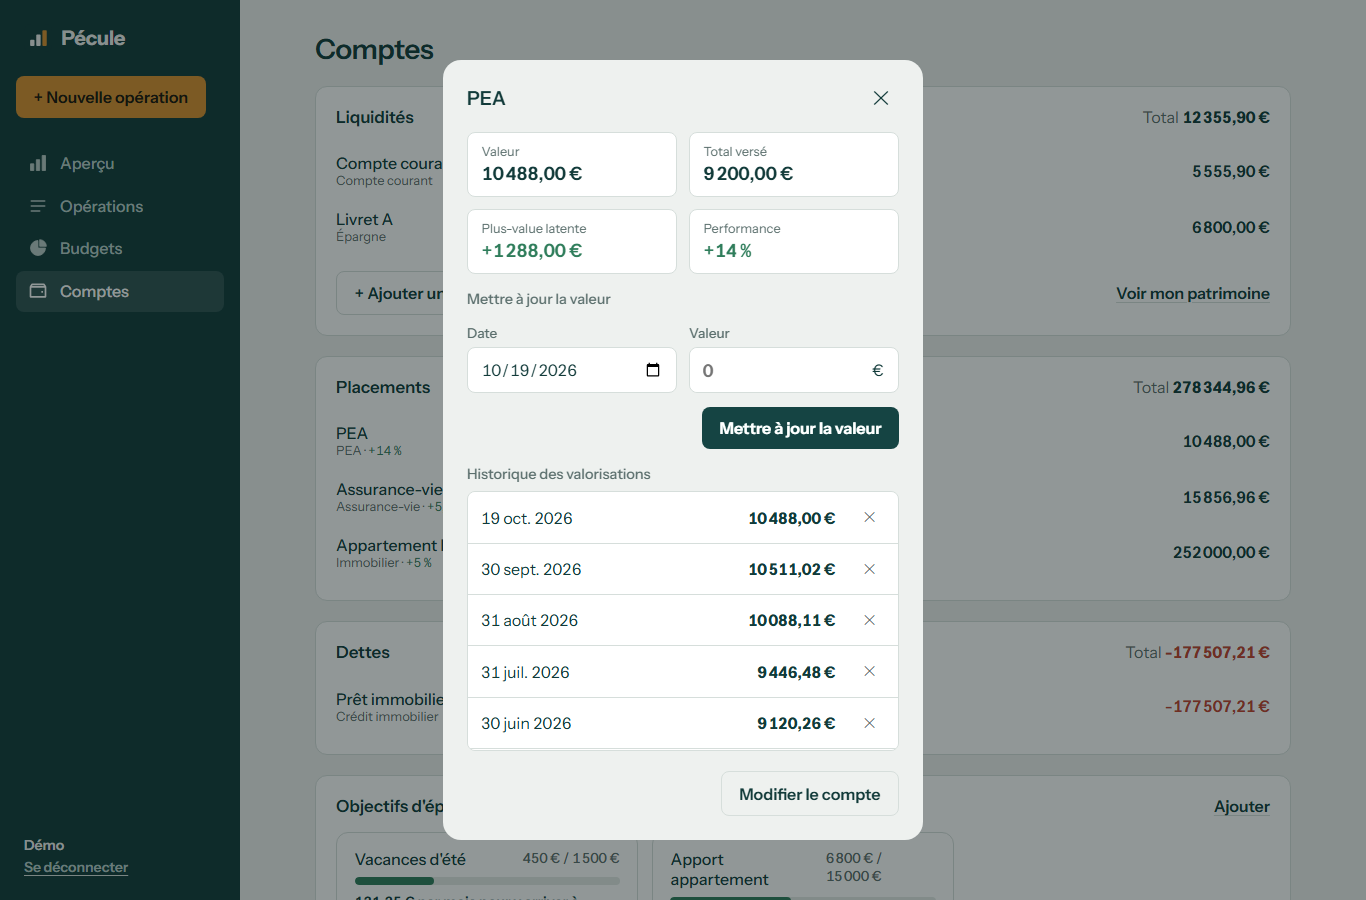 Pécule
+ Nouvelle opération
Aperçu
Opérations
Budgets
Comptes
Démo
Se déconnecter
Comptes
Liquidités
Total 12 355,90 €
Compte coura
Compte courant
5 555,90 €
Livret A
Épargne
6 800,00 €
+ Ajouter un
Voir mon patrimoine
Placements
Total 278 344,96 €
PEA
PEA · +14 %
10 488,00 €
Assurance-vie
Assurance-vie · +5
15 856,96 €
Appartement
Immobilier · +5 %
252 000,00 €
Dettes
Total -177 507,21 €
Prêt immobilie
Crédit immobilier
-177 507,21 €
Objectifs d'ép
Ajouter
Vacances d'été
450 € / 1 500 €
Apport
appartement
6 800 € /
15 000 €
PEA
Valeur
10 488,00 €
Total versé
9 200,00 €
Plus-value latente
+1 288,00 €
Performance
+14 %
Mettre à jour la valeur
Date
10/19/2026
Valeur
0
€
Mettre à jour la valeur
Historique des valorisations
19 oct. 2026 10 488,00 €
30 sept. 2026 10 511,02 €
31 août 2026 10 088,11 €
31 juil. 2026 9 446,48 €
30 juin 2026 9 120,26 €
Modifier le compte